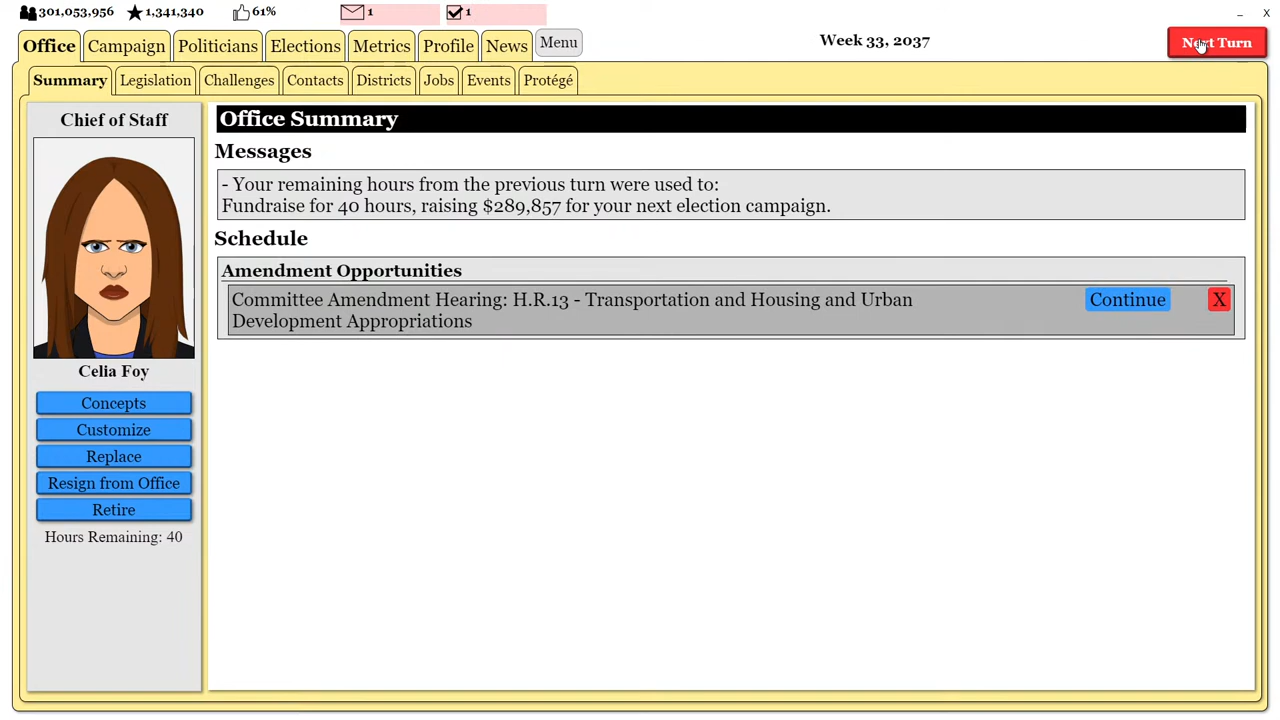 301,053,956 1,341,340 61% 1 1
_ X
Office Campaign Politicians Elections Metrics Profile News Menu
Week 33, 2037
Next Turn
Summary Legislation Challenges Contacts Districts Jobs Events Protégé
Chief of Staff
Celia Foy
Concepts
Customize
Replace
Resign from Office
Retire
Hours Remaining: 40
Office Summary
Messages
- Your remaining hours from the previous turn were used to:
Fundraise for 40 hours, raising $289,857 for your next election campaign.
Schedule
Amendment Opportunities
Committee Amendment Hearing: H.R.13 - Transportation and Housing and Urban
Development Appropriations
Continue X